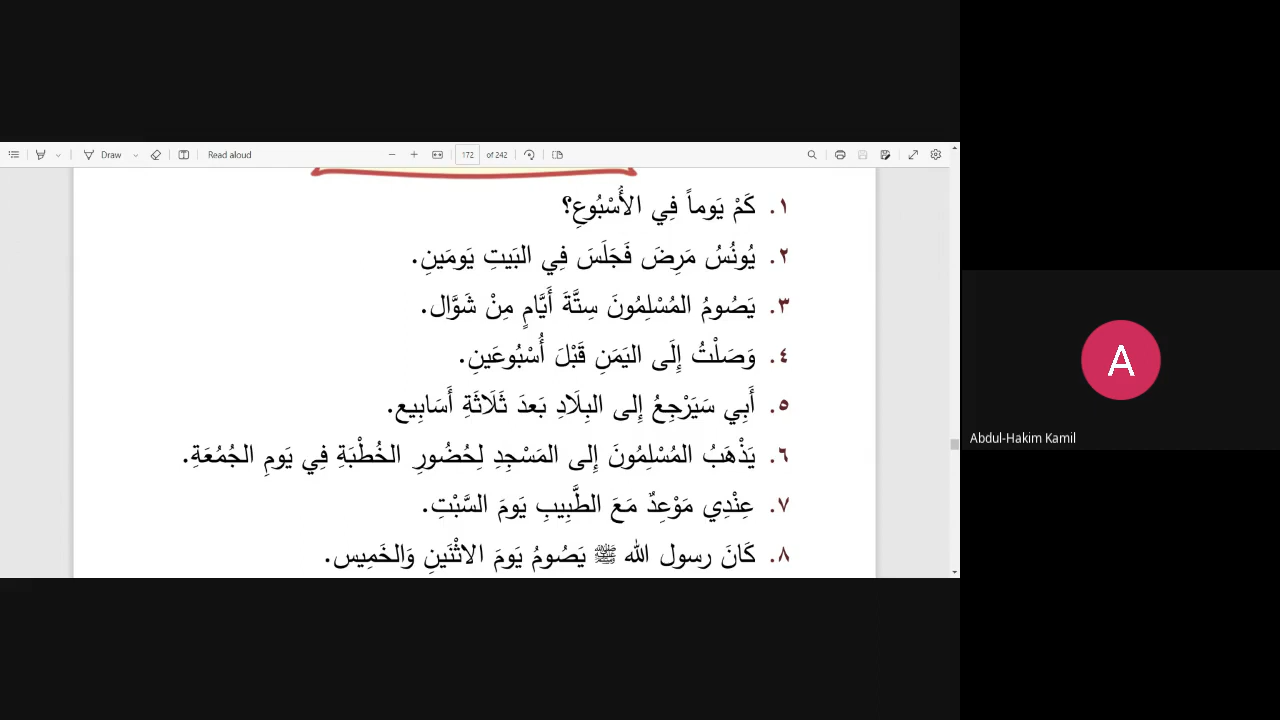 Draw
Read aloud
172 of 242
١. كَمْ يَوماً فِي الأُسْبُوعِ؟
٢. يُونُسُ مَرِضَ فَجَلَسَ فِي البَيتِ يَومَينِ.
٣. يَصُومُ المُسْلِمُونَ سِتَّةَ أَيَّامٍ مِنْ شَوَّال.
٤. وَصَلْتُ إِلَى اليَمَنِ قَبْلَ أُسْبُوعَينِ.
٥. أَبِي سَيَرْجِعُ إِلى البِلَادِ بَعدَ ثَلَاثَةِ أَسَابِيع.
٦. يَذْهَبُ المُسْلِمُونَ إِلى المَسْجِدِ لِحُضُورِ الخُطْبَةِ فِي يَومِ الجُمُعَةِ.
Abdul-Hakim Kamil
A
٧. عِنْدِي مَوْعِدٌ مَعَ الطَّبِيبِ يَومَ السَّبْتِ.
٨. كَانَ رسول الله ﷺ يَصُومُ يَومَ الاثْنَينِ وَالخَمِيس.